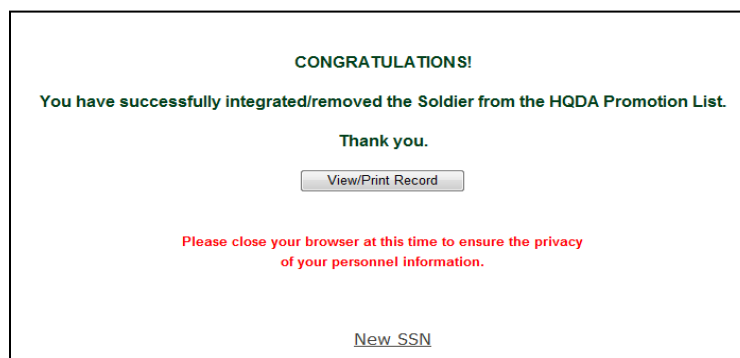 CONGRATULATIONS!
You have successfully integrated/removed the Soldier from the HQDA Promotion List.
Thank you.
View/Print Record
Please close your browser at this time to ensure the privacy
of your personnel information.
New SSN